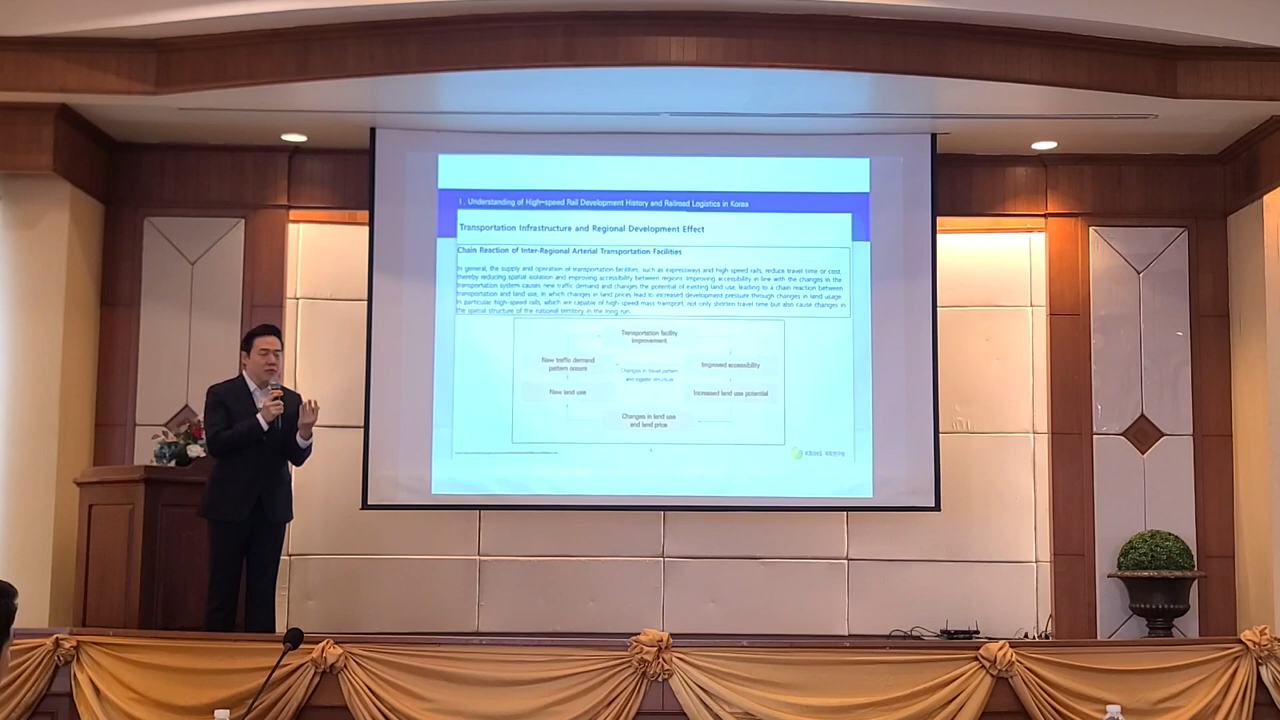 I. Understanding of High-speed Rail Development History and Railroad Logistics in Korea
Transportation Infrastructure and Regional Development Effect
Chain Reaction of Inter-Regional Arterial Transportation Facilities
In general, the supply and operation of transportation facilities, such as expressways and high speed rails, reduce travel time or cost,
thereby reducing spatial isolation and improving accessibility between regions. Improving accessibility in line with the changes in the
transportation system causes new traffic demand and changes the potential of existing land use, leading to a chain reaction between
transportation and land use, in which changes in land prices lead to increased development pressure through changes in land usage.
In particular, high-speed rails, which are capable of high-speed mass transport, not only shorten travel time but also cause changes in
the spatial structure of the national territory in the long run.
Transportation facility
improvement
New traffic demand
pattern occurs
Changes in travel pattern
and logistic structure
Improved accessibility
New land use
Increased land use potential
Changes in land use
and land price